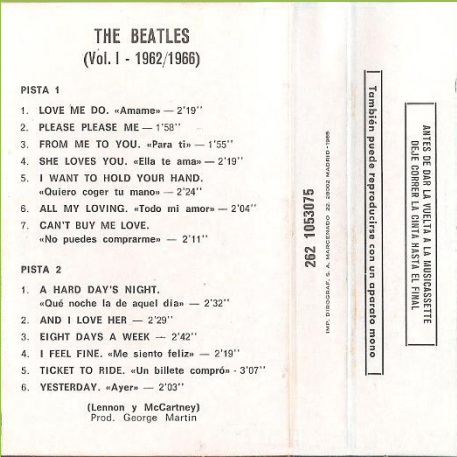 THE BEATLES
(Vol. I - 1962/1966)
PISTA 1
1. LOVE ME DO. «Amame» — 2'19''
2. PLEASE PLEASE ME — 1'58''
3. FROM ME TO YOU. «Para ti» — 1'55''
4. SHE LOVES YOU. «Ella te ama» — 2'19''
5. I WANT TO HOLD YOUR HAND.
«Quiero coger tu mano» — 2'24''
6. ALL MY LOVING. «Todo mi amor» — 2'04''
7. CAN'T BUY ME LOVE.
«No puedes comprarme» — 2'11''
PISTA 2
1. A HARD DAY'S NIGHT.
«Qué noche la de aquel día» — 2'32''
2. AND I LOVE HER — 2'29''
3. EIGHT DAYS A WEEK — 2'42''
4. I FEEL FINE. «Me siento feliz» — 2'19''
5. TICKET TO RIDE. «Un billete compró» - 3'07''
6. YESTERDAY. «Ayer» — 2'03''
(Lennon y McCartney)
Prod. George Martin
262 1053075
IMP. DIROGRAF, S. A. MARCENADO 22 28002 MADRID-1985
También puede reproducirse con un aparato mono
ANTES DE DAR LA VUELTA A LA MUSICASSETTE
DEJE CORRER LA CINTA HASTA EL FINAL